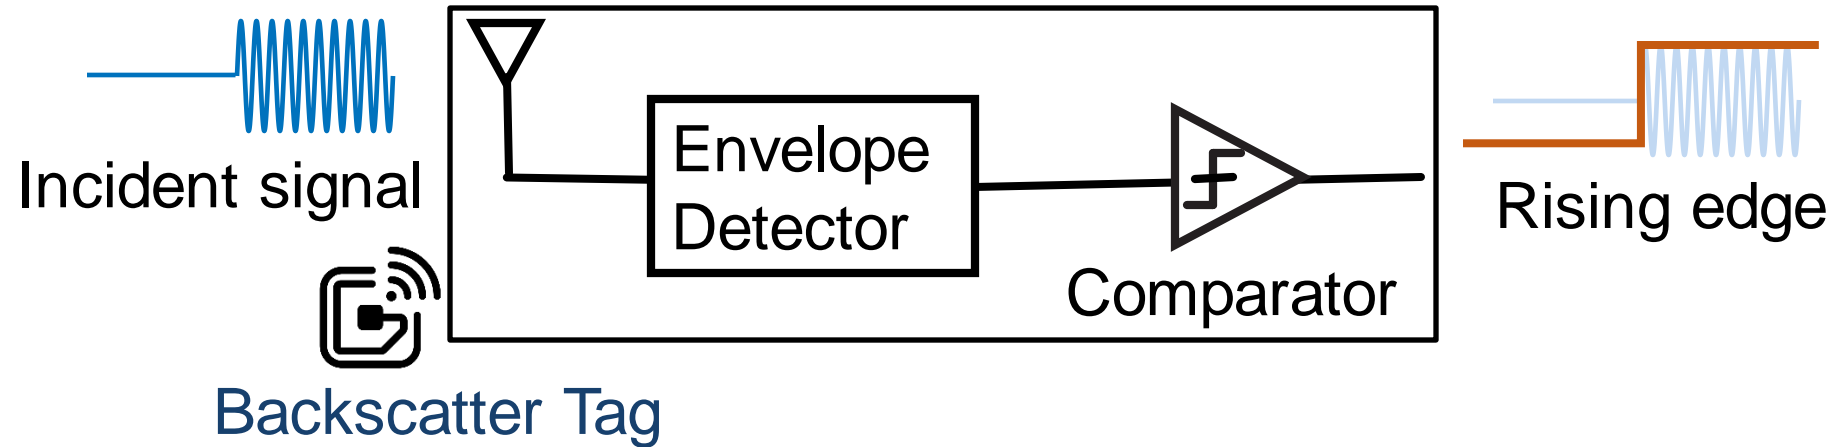 Incident signal
Envelope
Detector
Comparator
Rising edge
Backscatter Tag